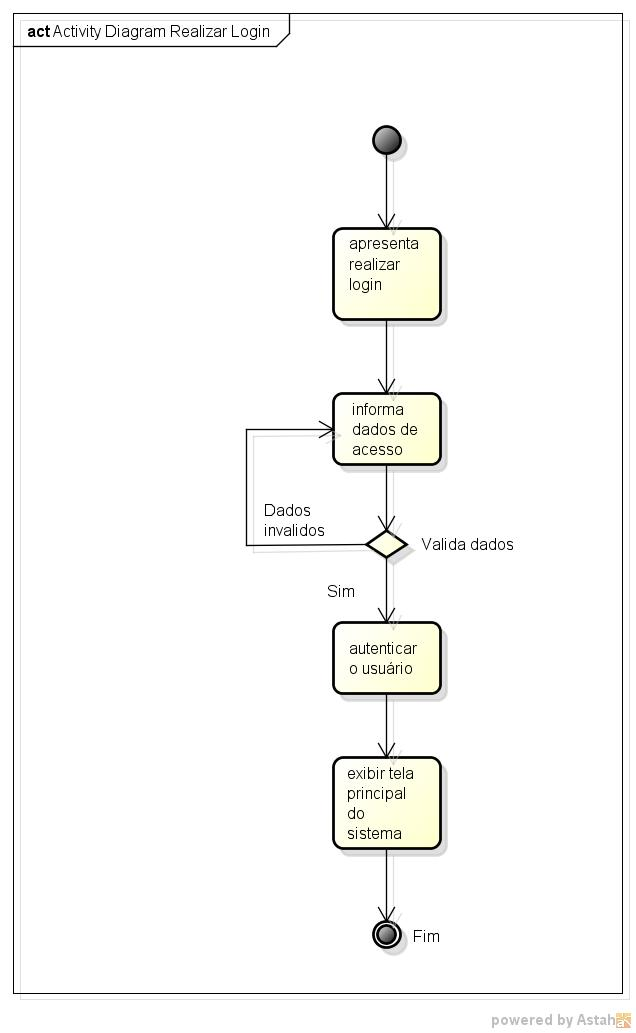 act Activity Diagram Realizar Login
apresenta
realizar
login
informa
dados de
acesso
Dados
invalidos
Valida dados
Sim
autenticar
o usuário
exibir tela
principal
do
sistema
Fim
powered by Astah